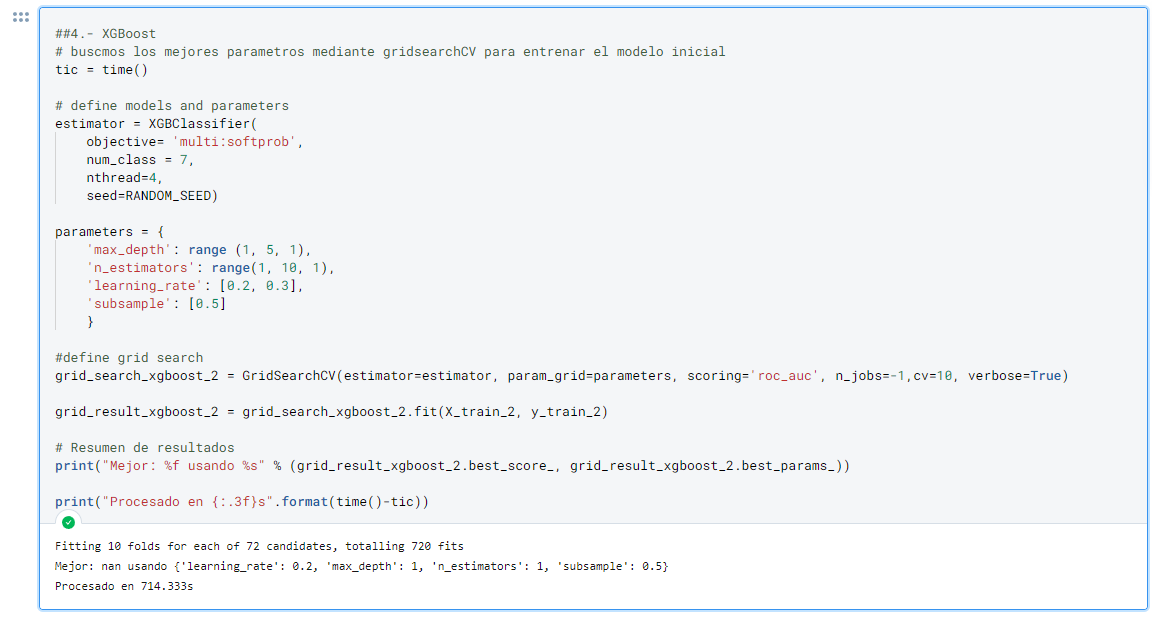 ##4.- XGBoost
# buscmos los mejores parametros mediante gridsearchCV para entrenar el modelo inicial
tic = time()
# define models and parameters
estimator = XGBClassifier(
objective= 'multi:softprob',
num_class = 7,
nthread=4,
seed=RANDOM_SEED)
parameters = {
'max_depth': range (1, 5, 1),
'n_estimators': range(1, 10, 1),
'learning_rate': [0.2, 0.3],
'subsample': [0.5]
}
#define grid search
grid_search_xgboost_2 = GridSearchCV(estimator=estimator, param_grid=parameters, scoring='roc_auc', n_jobs=-1,cv=10, verbose=True)
grid_result_xgboost_2 = grid_search_xgboost_2.fit(X_train_2, y_train_2)
# Resumen de resultados
print("Mejor: %f usando %s" % (grid_result_xgboost_2.best_score_, grid_result_xgboost_2.best_params_))
print("Procesado en {:.3f}s".format(time()-tic))
Fitting 10 folds for each of 72 candidates, totalling 720 fits
Mejor: nan usando {'learning_rate': 0.2, 'max_depth': 1, 'n_estimators': 1, 'subsample': 0.5}
Procesado en 714.333s